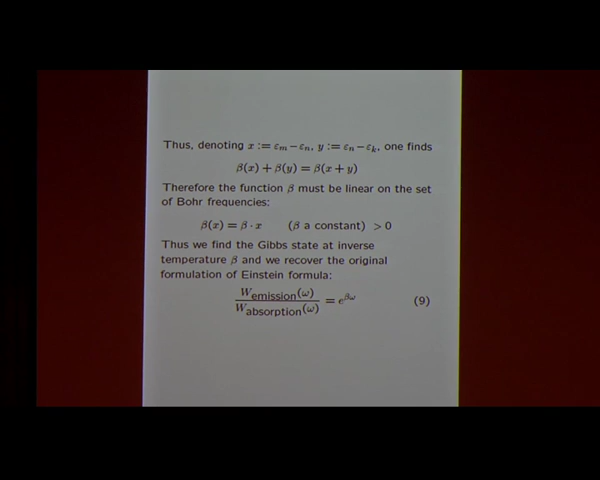 Thus, denoting x := εm − εn, y := εn − εk, one finds
β(x) + β(y) = β(x + y)
Therefore the function β must be linear on the set
of Bohr frequencies:
β(x) = β · x (β a constant) > 0
Thus we find the Gibbs state at inverse
temperature β and we recover the original
formulation of Einstein formula:
Wemission(ω)
Wabsorption(ω)
= e^βω (9)